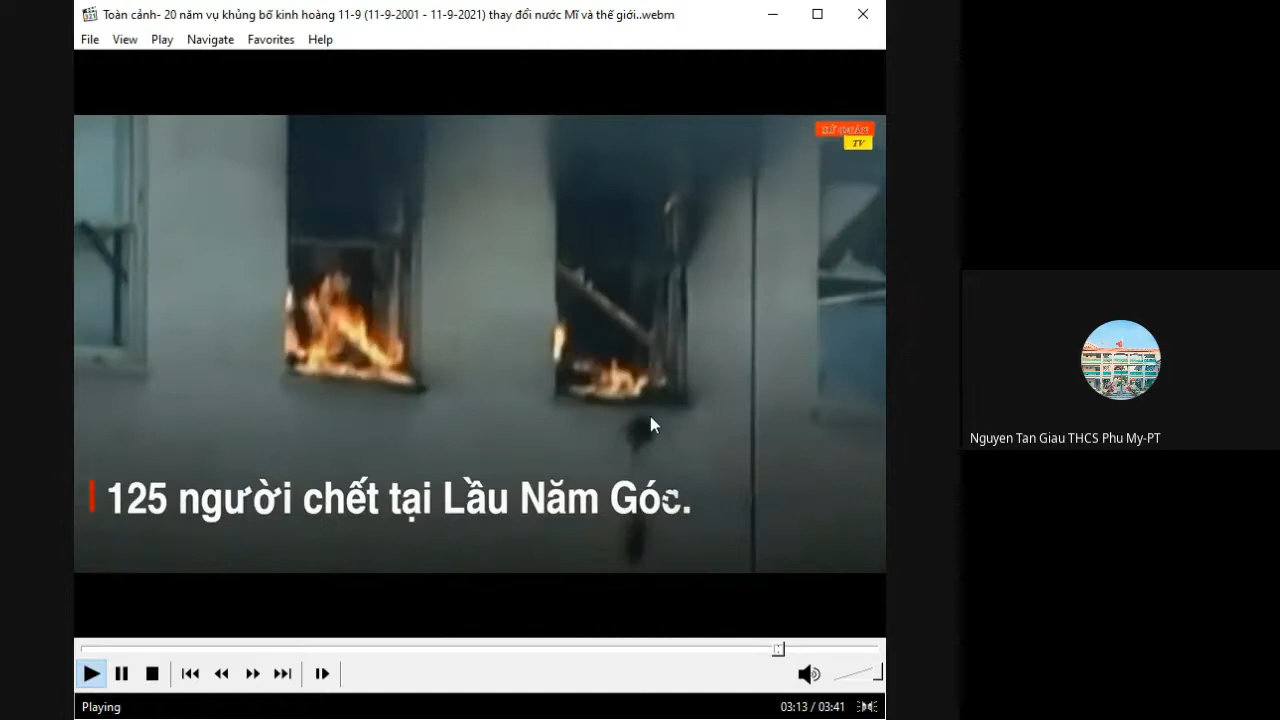 Toàn cảnh- 20 năm vụ khủng bố kinh hoàng 11-9 (11-9-2001 - 11-9-2021) thay đổi nước Mĩ và thế giới..webm
File View Play Navigate Favorites Help
TV
125 người chết tại Lầu Năm Góc.
Nguyen Tan Giau THCS Phu My-PT
Playing
03:13 / 03:41